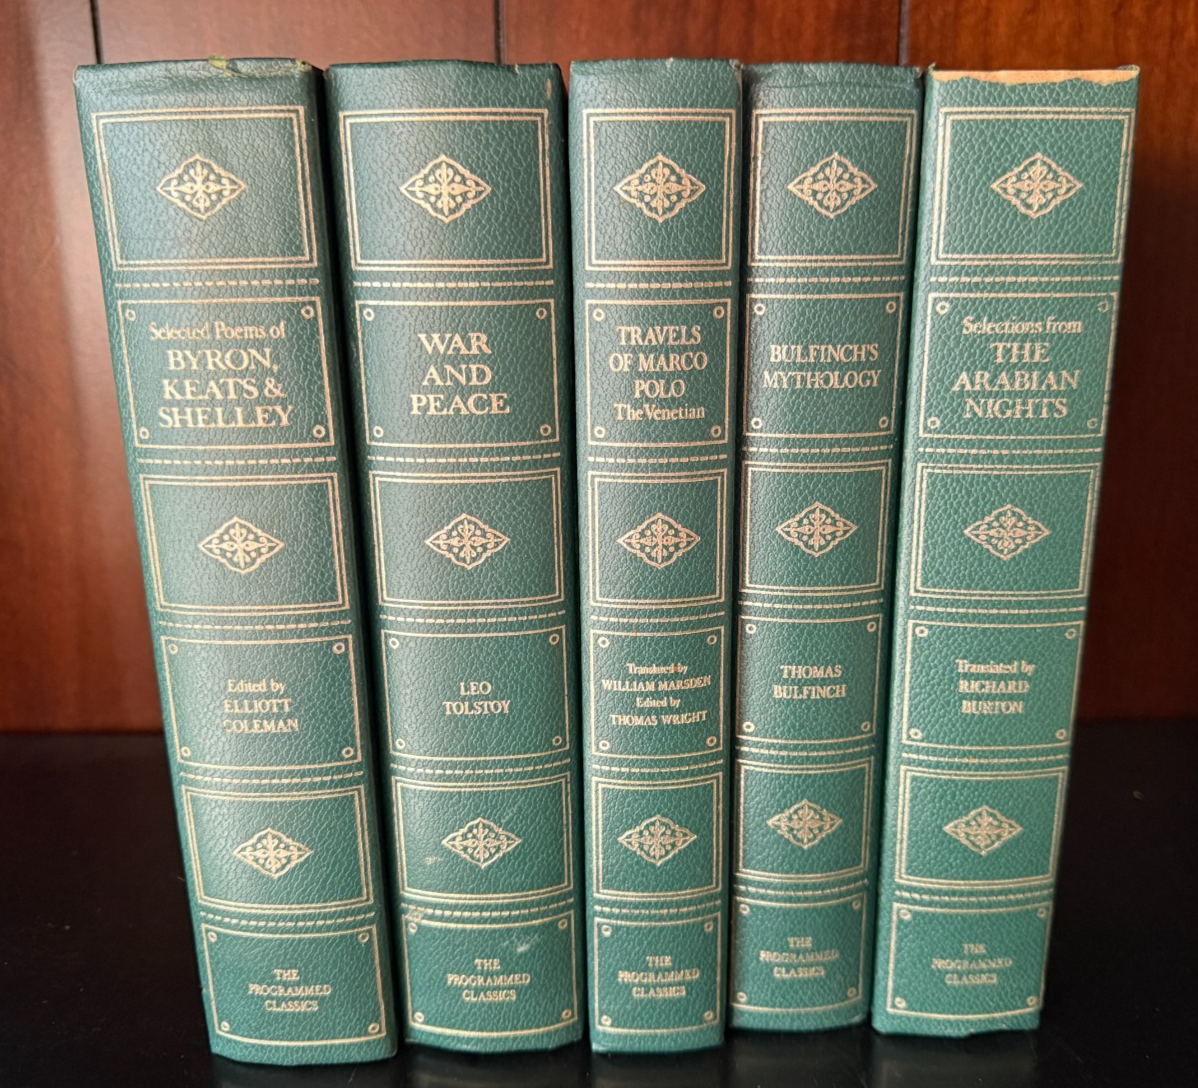 Selected Poems of
BYRON,
KEATS &
SHELLEY
Edited by
ELLIOTT
COLEMAN
THE
PROGRAMMED
CLASSICS
WAR
AND
PEACE
LEO
TOLSTOY
THE
PROGRAMMED
CLASSICS
TRAVELS
OF MARCO
POLO
The Venetian
Translated by
WILLIAM MARSDEN
Edited by
THOMAS WRIGHT
THE
PROGRAMMED
CLASSICS
BULFINCH'S
MYTHOLOGY
THOMAS
BULFINCH
THE
PROGRAMMED
CLASSICS
Selections from
THE
ARABIAN
NIGHTS
Translated by
RICHARD
BURTON
THE
PROGRAMMED
CLASSICS